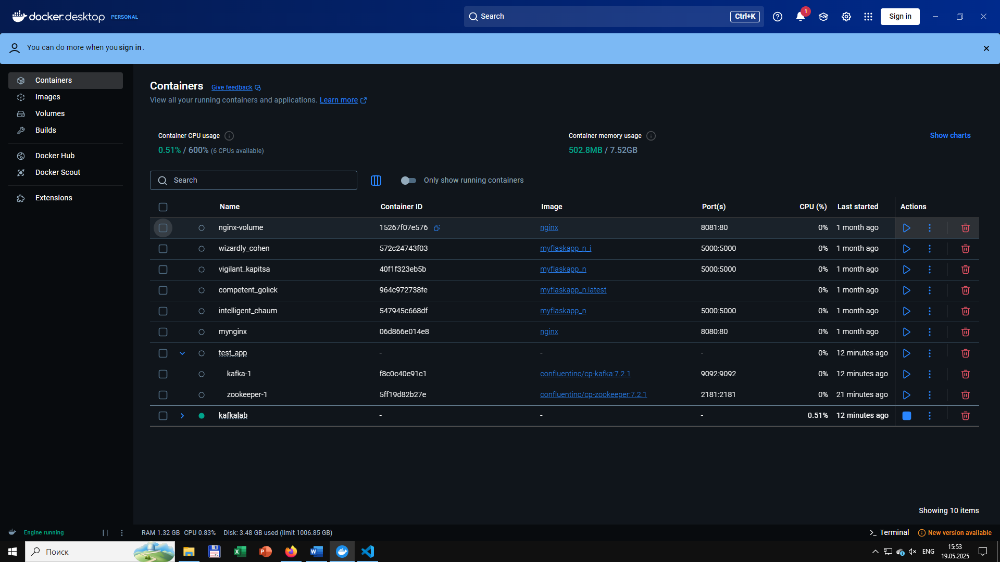 docker.desktop PERSONAL
Search Ctrl+K
1
Sign in
You can do more when you sign in .
Containers
Images
Volumes
Builds
Docker Hub
Docker Scout
Extensions
Containers Give feedback
View all your running containers and applications. Learn more
Container CPU usage
0.51% / 600% (6 CPUs available)
Container memory usage
502.8MB / 7.52GB
Show charts
Search
Only show running containers
Name Container ID Image Port(s) CPU (%) Last started Actions
nginx-volume 15267f07e576 nginx 8081:80 0% 1 month ago
wizardly_cohen 572c24743f03 myflaskapp_n_i 5000:5000 0% 1 month ago
vigilant_kapitsa 40f1f323eb5b myflaskapp_n 5000:5000 0% 1 month ago
competent_golick 964c972738fe myflaskapp_n:latest 0% 1 month ago
intelligent_chaum 547945c668df myflaskapp_n 5000:5000 0% 1 month ago
mynginx 06d866e014e8 nginx 8080:80 0% 1 month ago
test_app - - - 0% 12 minutes ago
kafka-1 f8c0c40e91c1 confluentinc/cp-kafka:7.2.1 9092:9092 0% 12 minutes ago
zookeeper-1 5ff19d82b27e confluentinc/cp-zookeeper:7.2.1 2181:2181 0% 21 minutes ago
kafkalab - - - 0.51% 12 minutes ago
Showing 10 items
Engine running
RAM 1.32 GB CPU 0.83% Disk: 3.48 GB used (limit 1006.85 GB)
Terminal
New version available
Поиск
ENG
15:53
19.05.2025